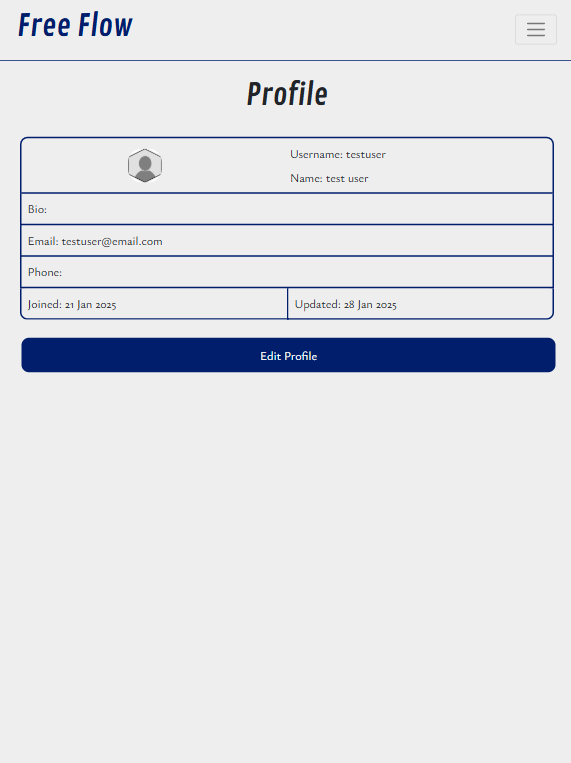 Free Flow
Profile
Username: testuser
Name: test user
Bio:
Email: testuser@email.com
Phone:
Joined: 21 Jan 2025
Updated: 28 Jan 2025
Edit Profile